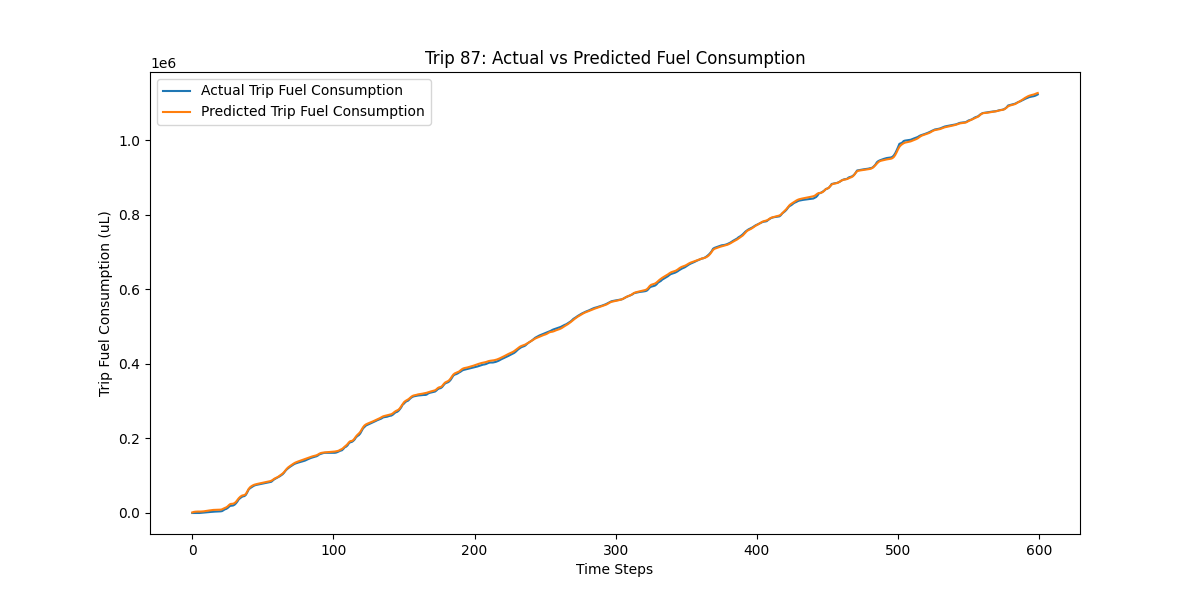 Trip 87: Actual vs Predicted Fuel Consumption
1e6
Actual Trip Fuel Consumption
Predicted Trip Fuel Consumption
1.0
0.8
0.6
0.4
0.2
0.0
Trip Fuel Consumption (uL)
0 100 200 300 400 500 600
Time Steps